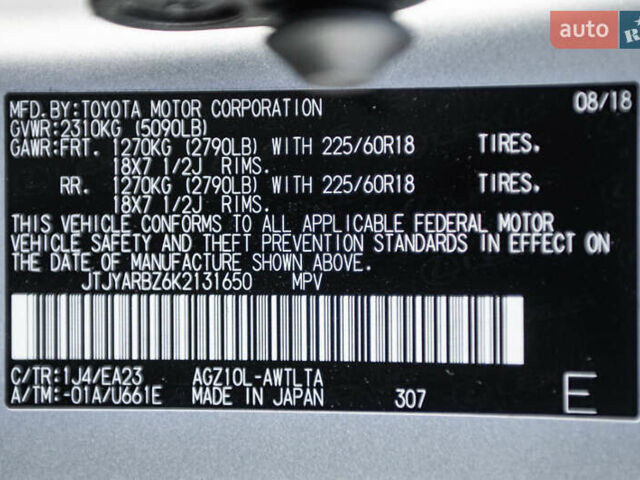 auto R
MFD.BY:TOYOTA MOTOR CORPORATION 08/18
GVWR:2310KG (5090LB)
GAWR:FRT. 1270KG (2790LB) WITH 225/60R18 TIRES.
18X7 1/2J RIMS.
RR. 1270KG (2790LB) WITH 225/60R18 TIRES.
18X7 1/2J RIMS.
THIS VEHICLE CONFORMS TO ALL APPLICABLE FEDERAL MOTOR
VEHICLE SAFETY AND THEFT PREVENTION STANDARDS IN EFFECT ON
THE DATE OF MANUFACTURE SHOWN ABOVE.
JTJYARBZ6K2131650 MPV
C/TR:1J4/EA23 AGZ10L-AWTLTA
A/TM:-01A/U661E MADE IN JAPAN 307 E